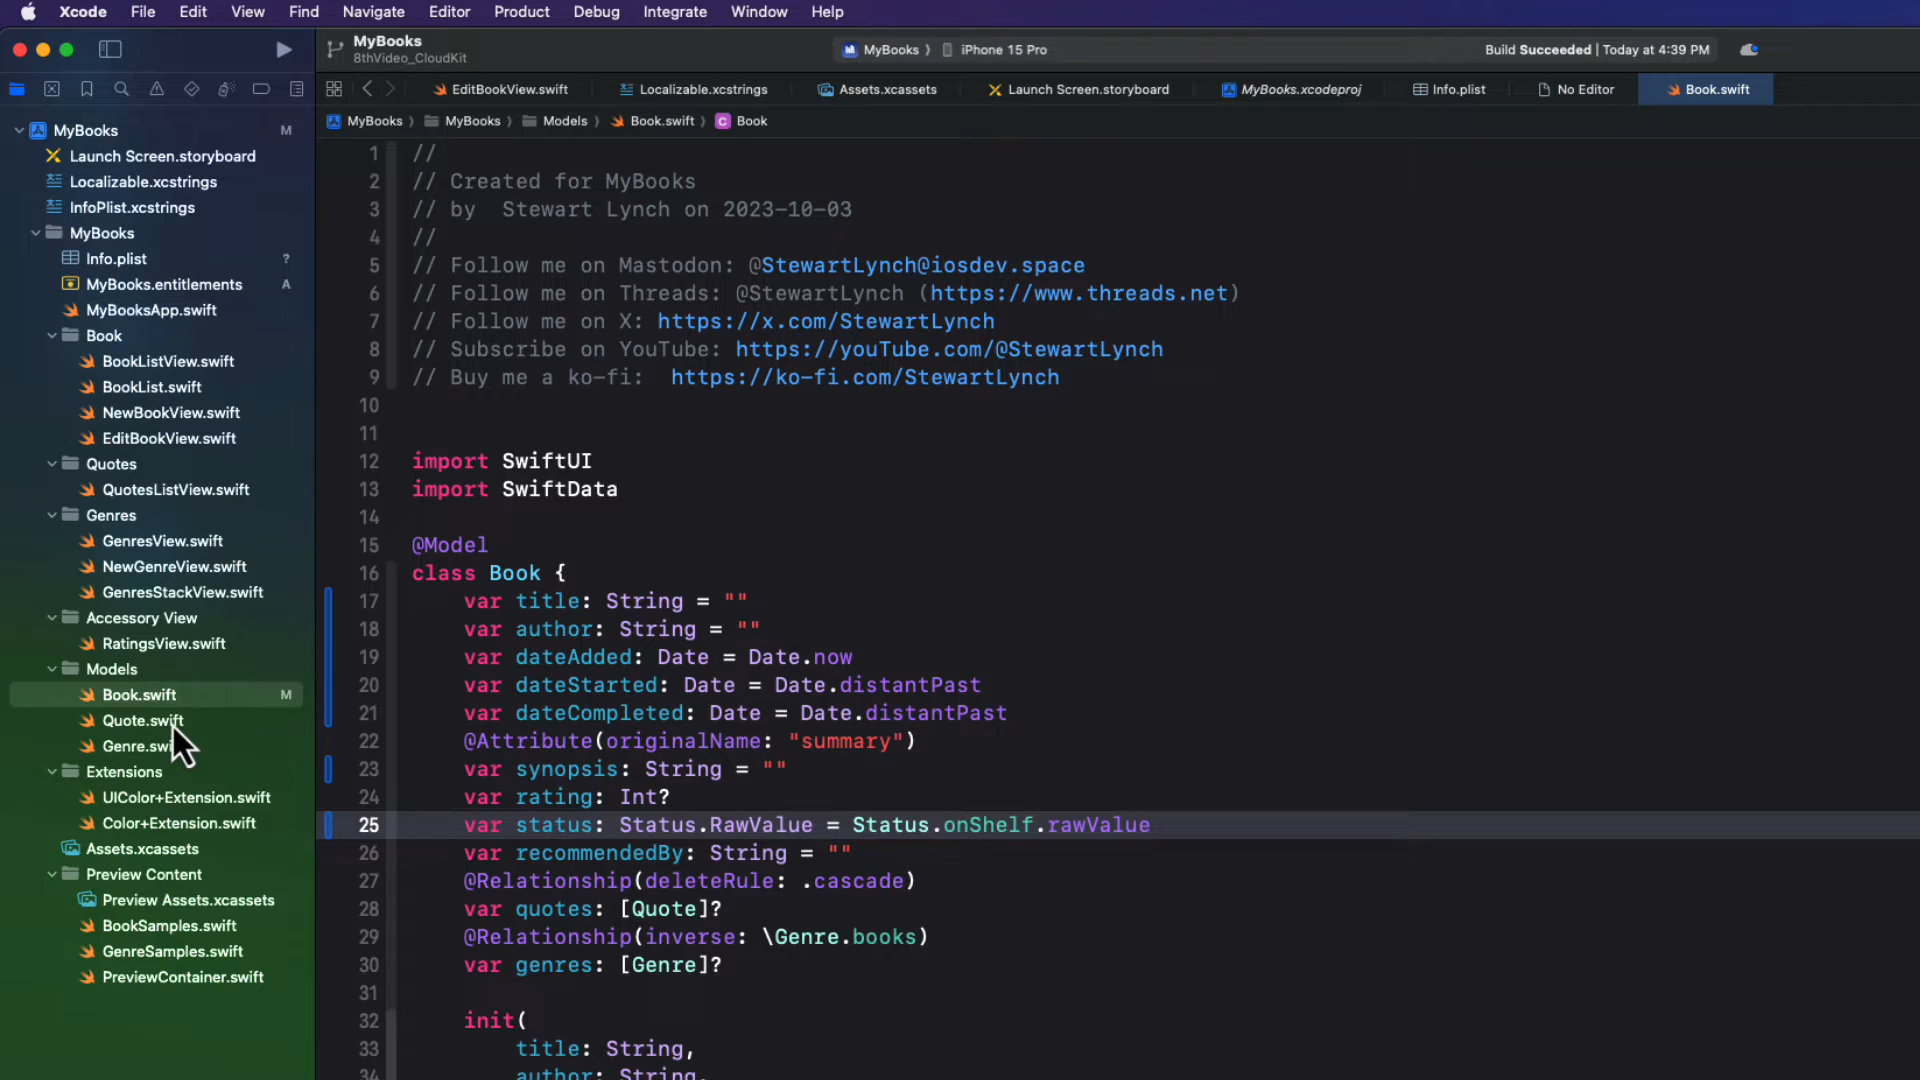 Xcode File Edit View Find Navigate Editor Product Debug Integrate Window Help
MyBooks
8thVideo_CloudKit
MyBooks ⟩ iPhone 15 Pro
Build Succeeded | Today at 4:39 PM
EditBookView.swift Localizable.xcstrings Assets.xcassets Launch Screen.storyboard MyBooks.xcodeproj Info.plist No Editor Book.swift
MyBooks ⟩ MyBooks ⟩ Models ⟩ Book.swift ⟩ C Book
MyBooks M
Launch Screen.storyboard
Localizable.xcstrings
InfoPlist.xcstrings
MyBooks
Info.plist ?
MyBooks.entitlements A
MyBooksApp.swift
Book
BookListView.swift
BookList.swift
NewBookView.swift
EditBookView.swift
Quotes
QuotesListView.swift
Genres
GenresView.swift
NewGenreView.swift
GenresStackView.swift
Accessory View
RatingsView.swift
Models
Book.swift M
Quote.swift
Genre.swi
Extensions
UIColor+Extension.swift
Color+Extension.swift
Assets.xcassets
Preview Content
Preview Assets.xcassets
BookSamples.swift
GenreSamples.swift
PreviewContainer.swift
1 //
2 // Created for MyBooks
3 // by  Stewart Lynch on 2023-10-03
4 //
5 // Follow me on Mastodon: @StewartLynch@iosdev.space
6 // Follow me on Threads: @StewartLynch (https://www.threads.net)
7 // Follow me on X: https://x.com/StewartLynch
8 // Subscribe on YouTube: https://youTube.com/@StewartLynch
9 // Buy me a ko-fi:  https://ko-fi.com/StewartLynch
10
11
12 import SwiftUI
13 import SwiftData
14
15 @Model
16 class Book {
17     var title: String = ""
18     var author: String = ""
19     var dateAdded: Date = Date.now
20     var dateStarted: Date = Date.distantPast
21     var dateCompleted: Date = Date.distantPast
22     @Attribute(originalName: "summary")
23     var synopsis: String = ""
24     var rating: Int?
25     var status: Status.RawValue = Status.onShelf.rawValue
26     var recommendedBy: String = ""
27     @Relationship(deleteRule: .cascade)
28     var quotes: [Quote]?
29     @Relationship(inverse: \Genre.books)
30     var genres: [Genre]?
31
32     init(
33         title: String,
34         author: String,